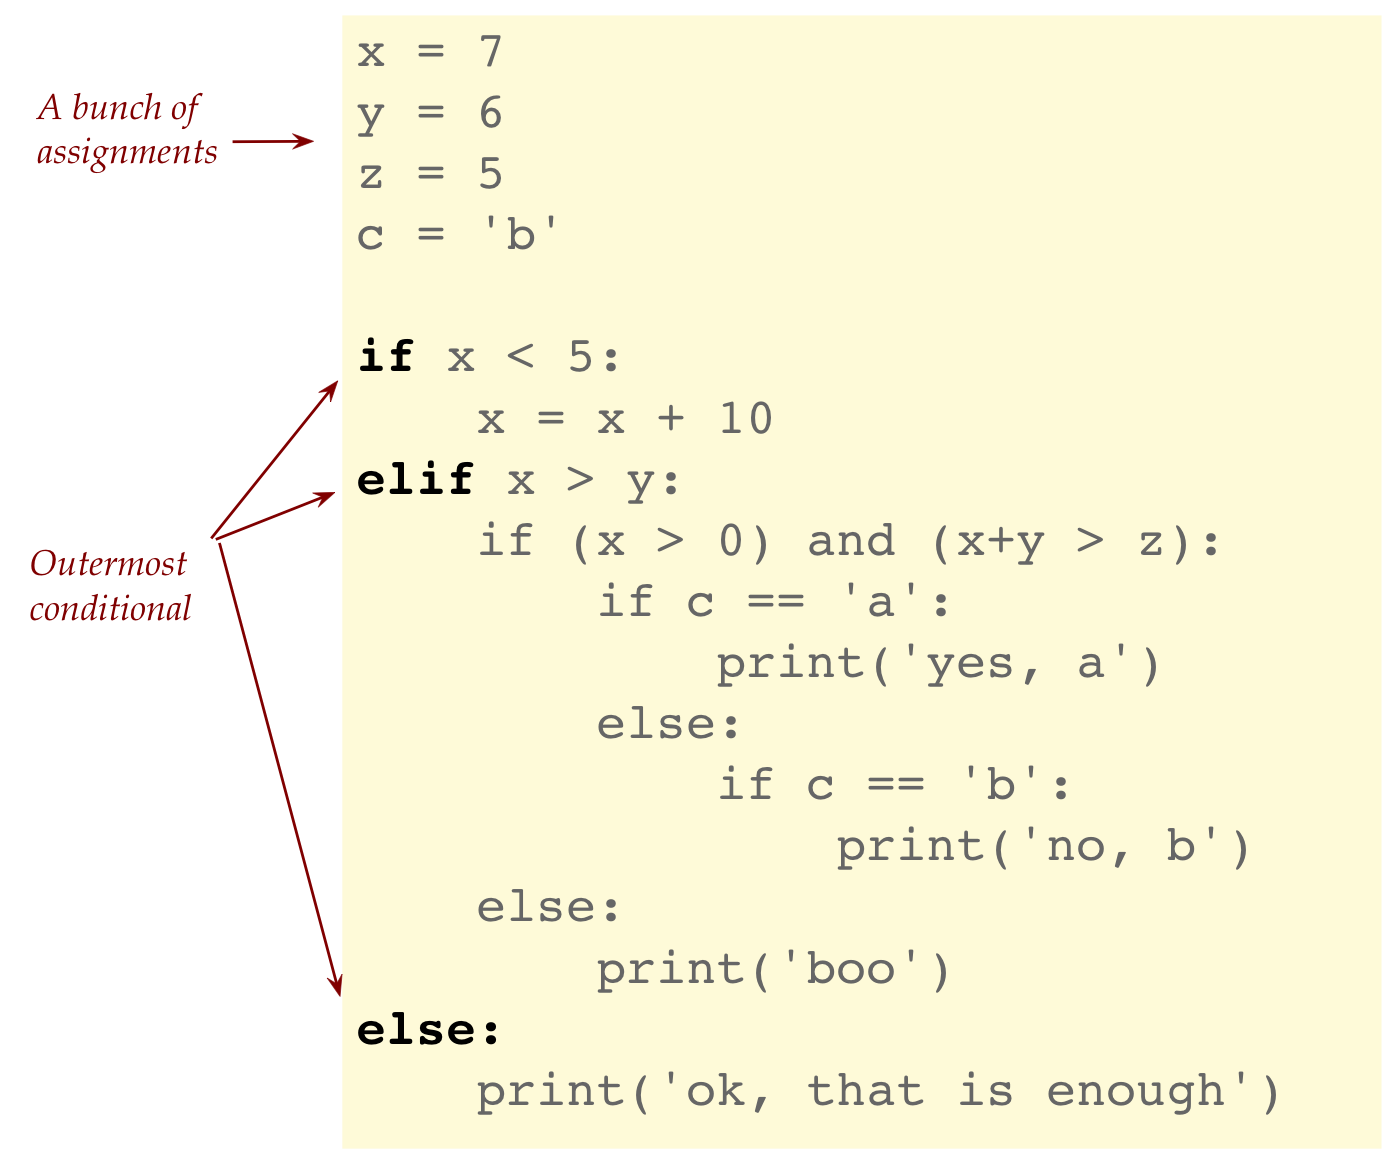 A bunch of
assignments
x = 7
y = 6
z = 5
c = 'b'
Outermost
conditional
if x < 5:
    x = x + 10
elif x > y:
    if (x > 0) and (x+y > z):
        if c == 'a':
            print('yes, a')
        else:
            if c == 'b':
                print('no, b')
    else:
        print('boo')
else:
    print('ok, that is enough')